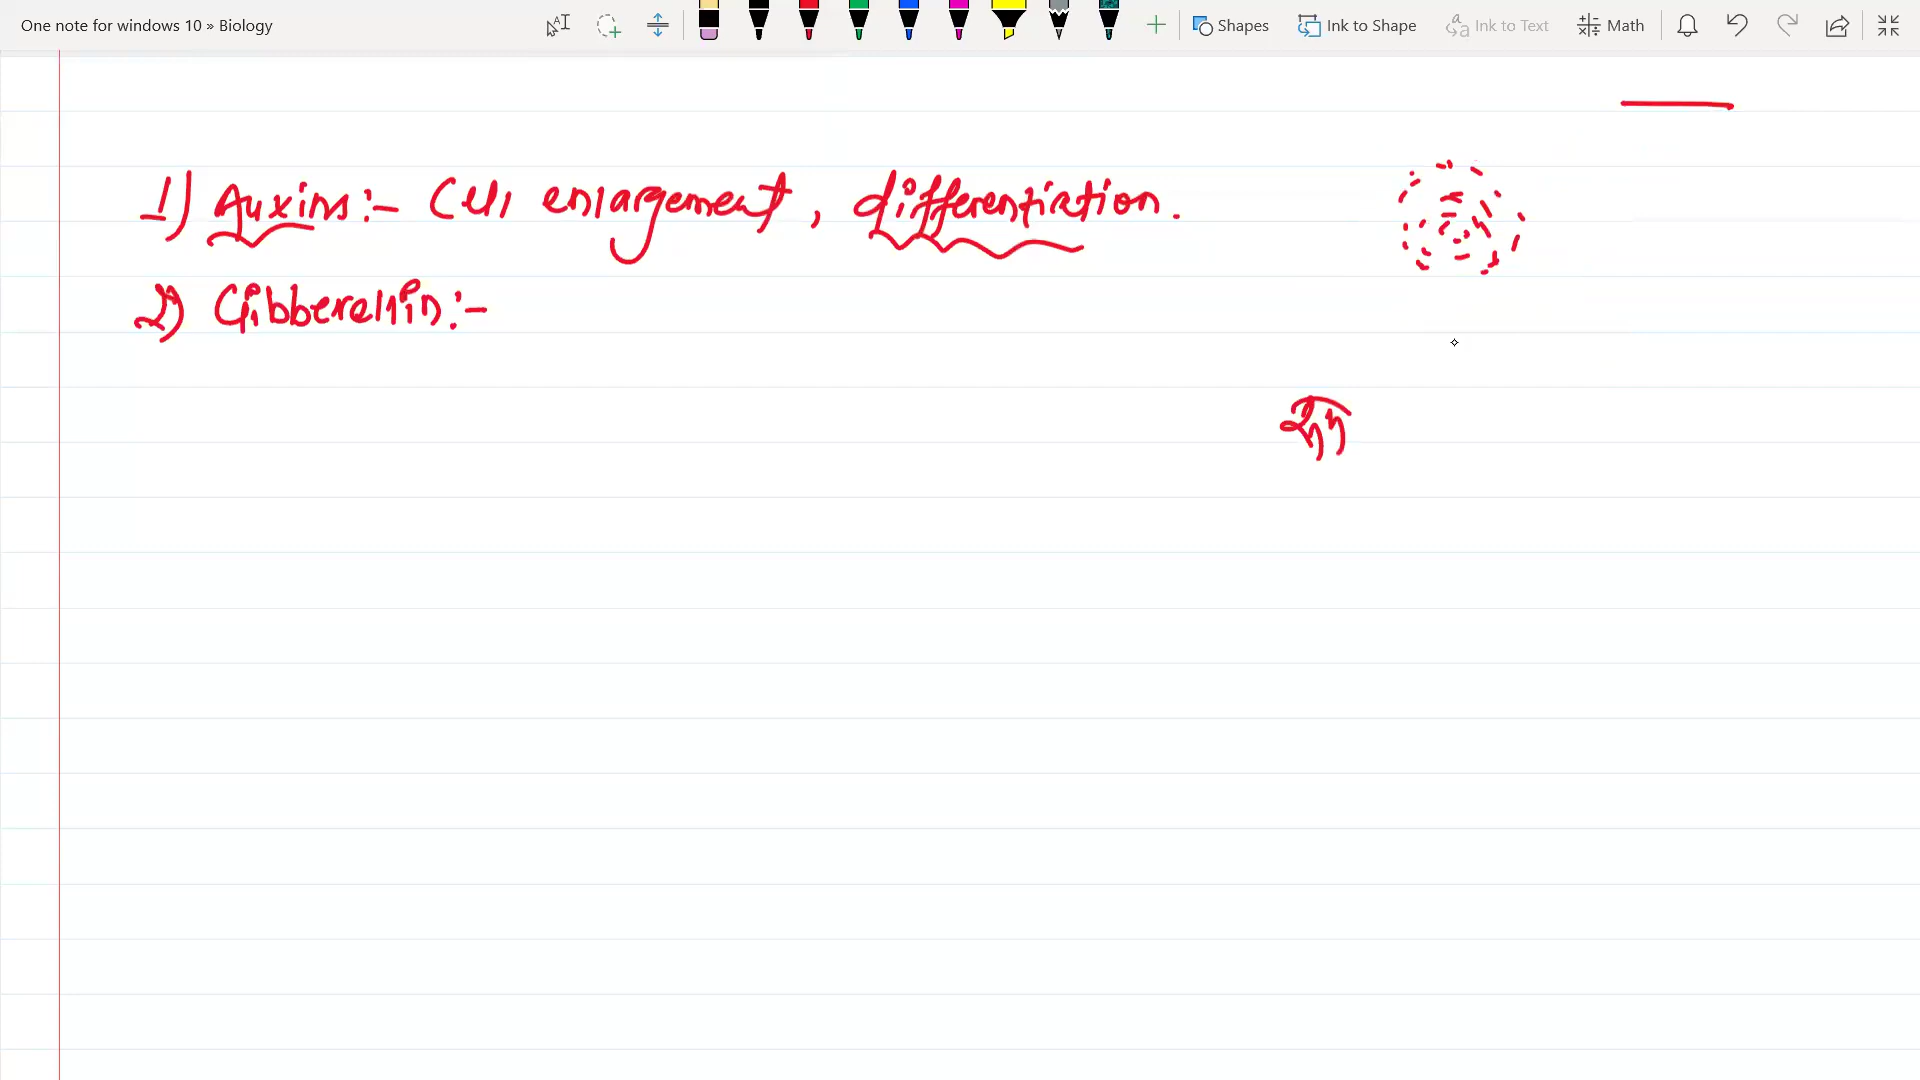 One note for windows 10 » Biology
Shapes Ink to Shape Ink to Text Math
1) Auxins:- Cell enlargement, differentiation.
2) Gibberellin:-